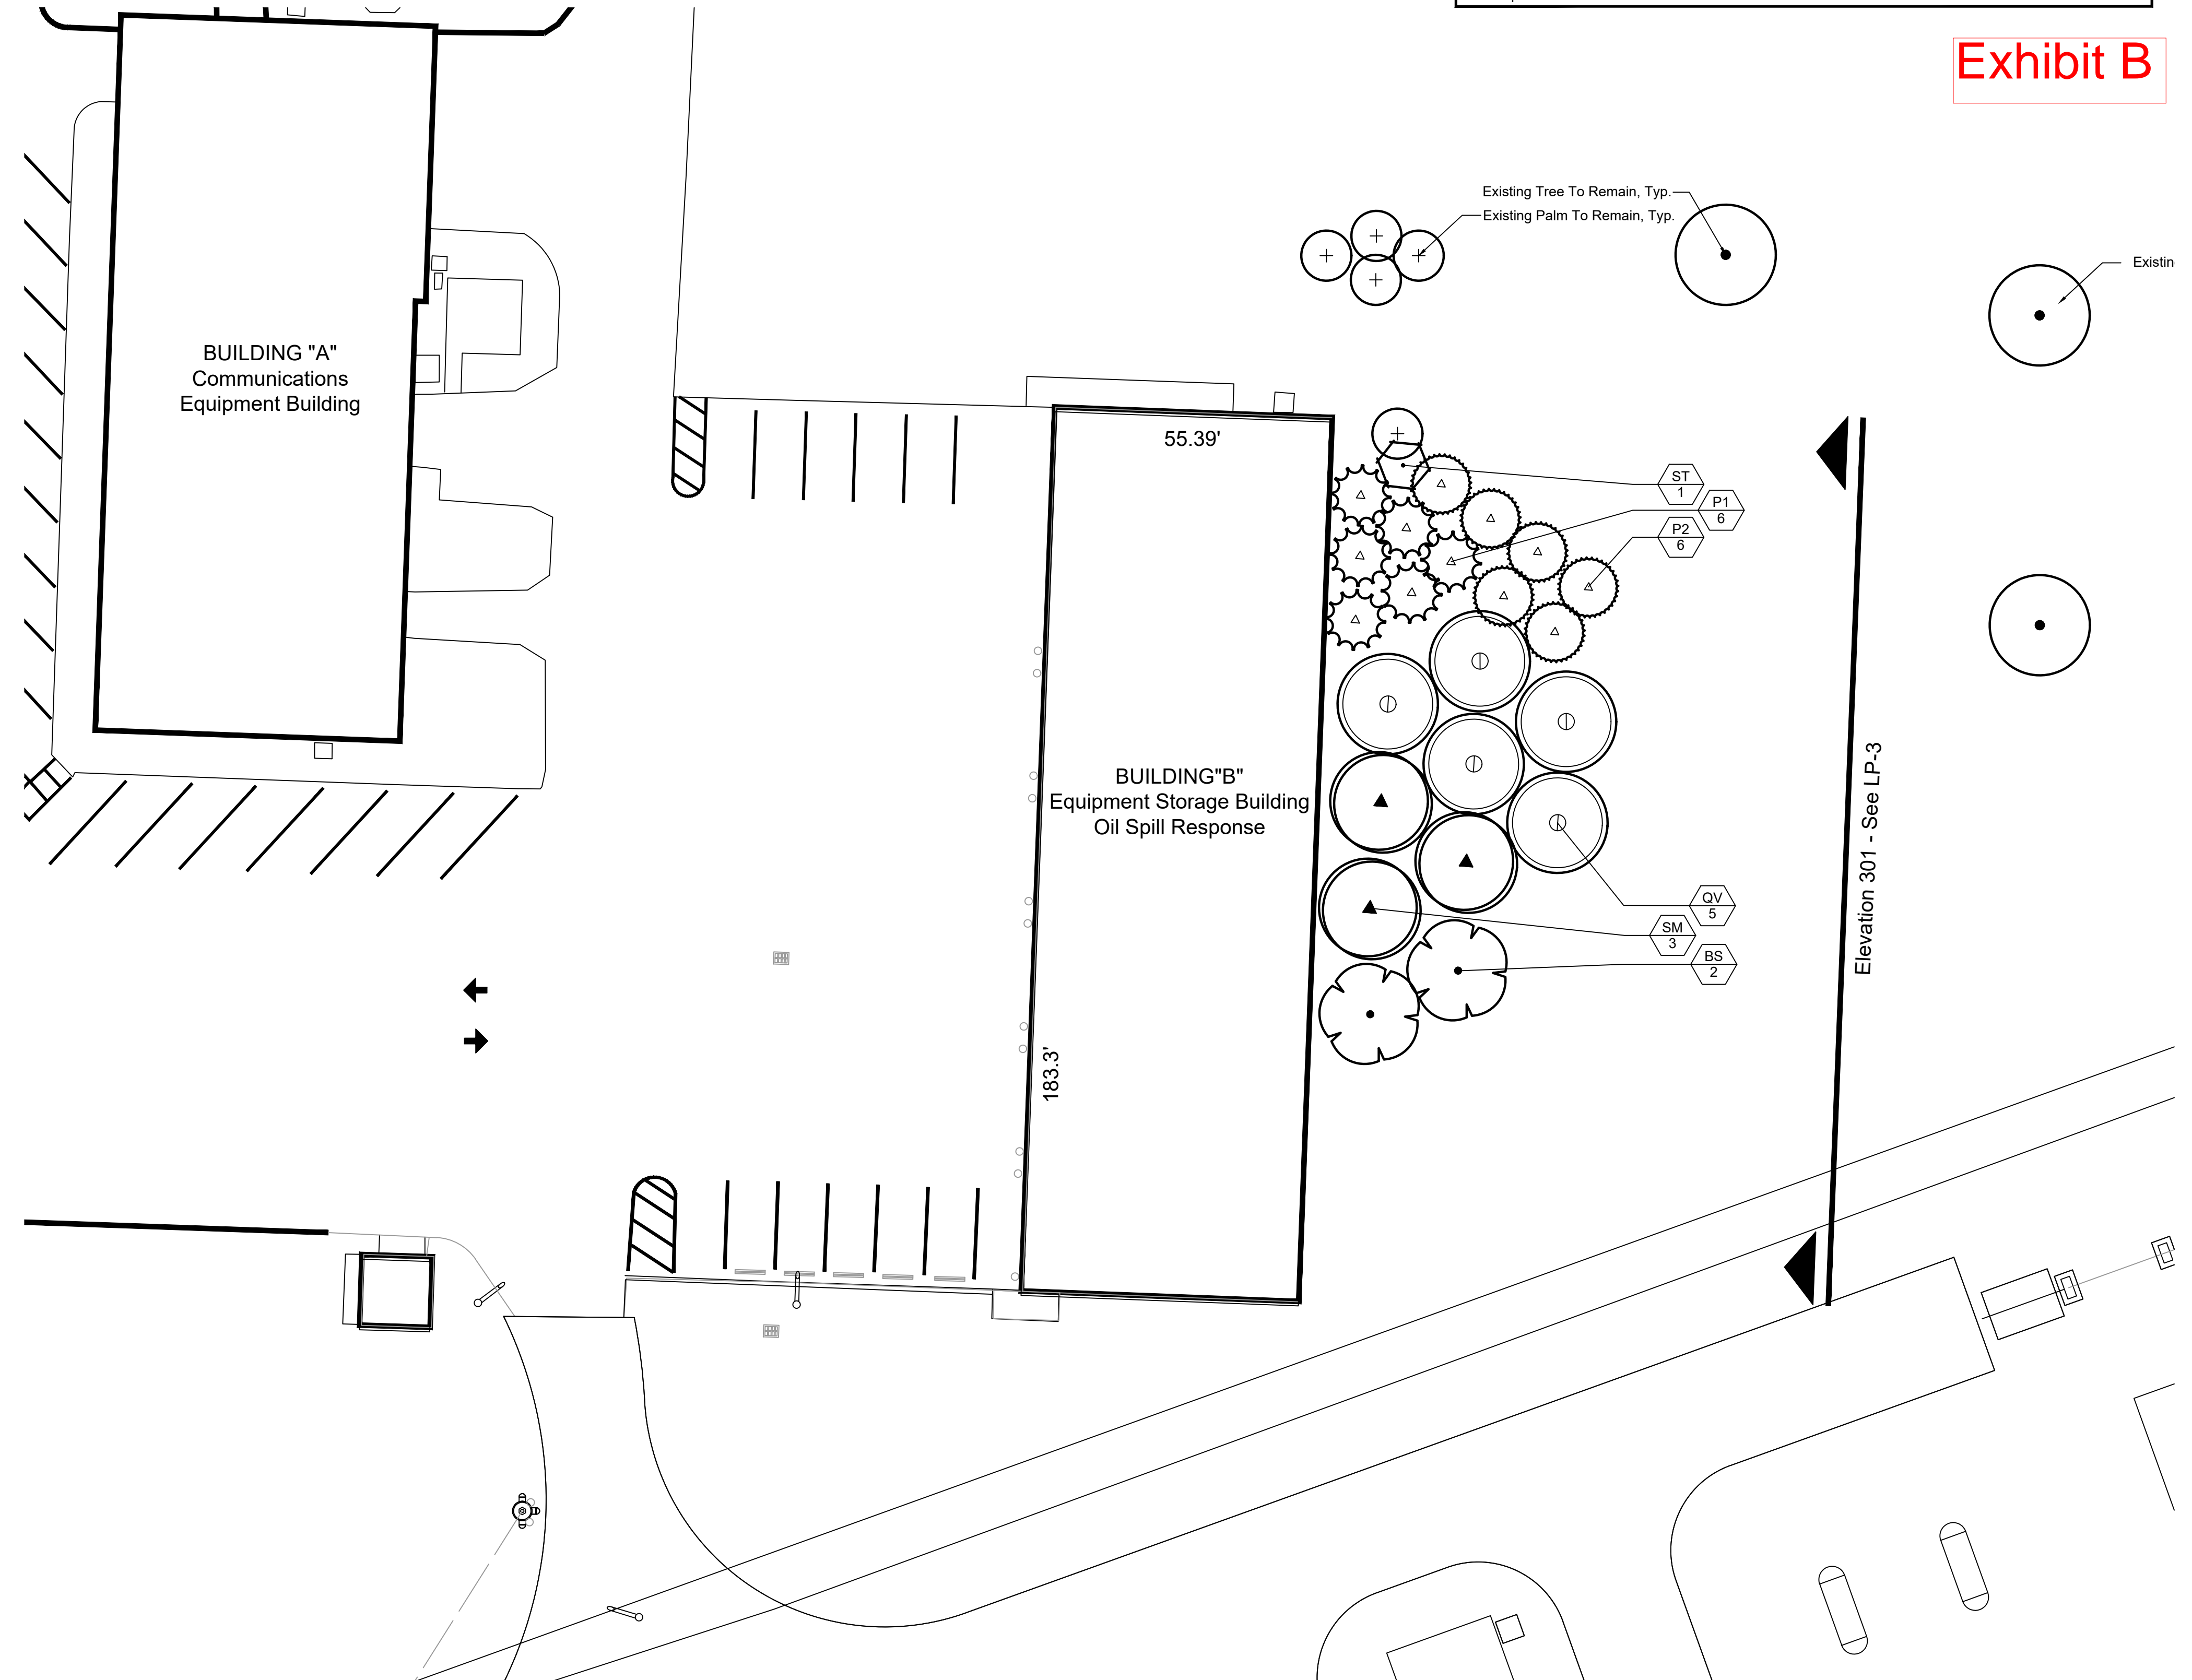 Exhibit B
Existing Tree To Remain, Typ.
Existing Palm To Remain, Typ.
Existin
BUILDING "A"
Communications
Equipment Building
55.39'
ST
1
P1
6
P2
6
BUILDING"B"
Equipment Storage Building
Oil Spill Response
Elevation 301 - See LP-3
QV
5
SM
3
BS
2
183.3'